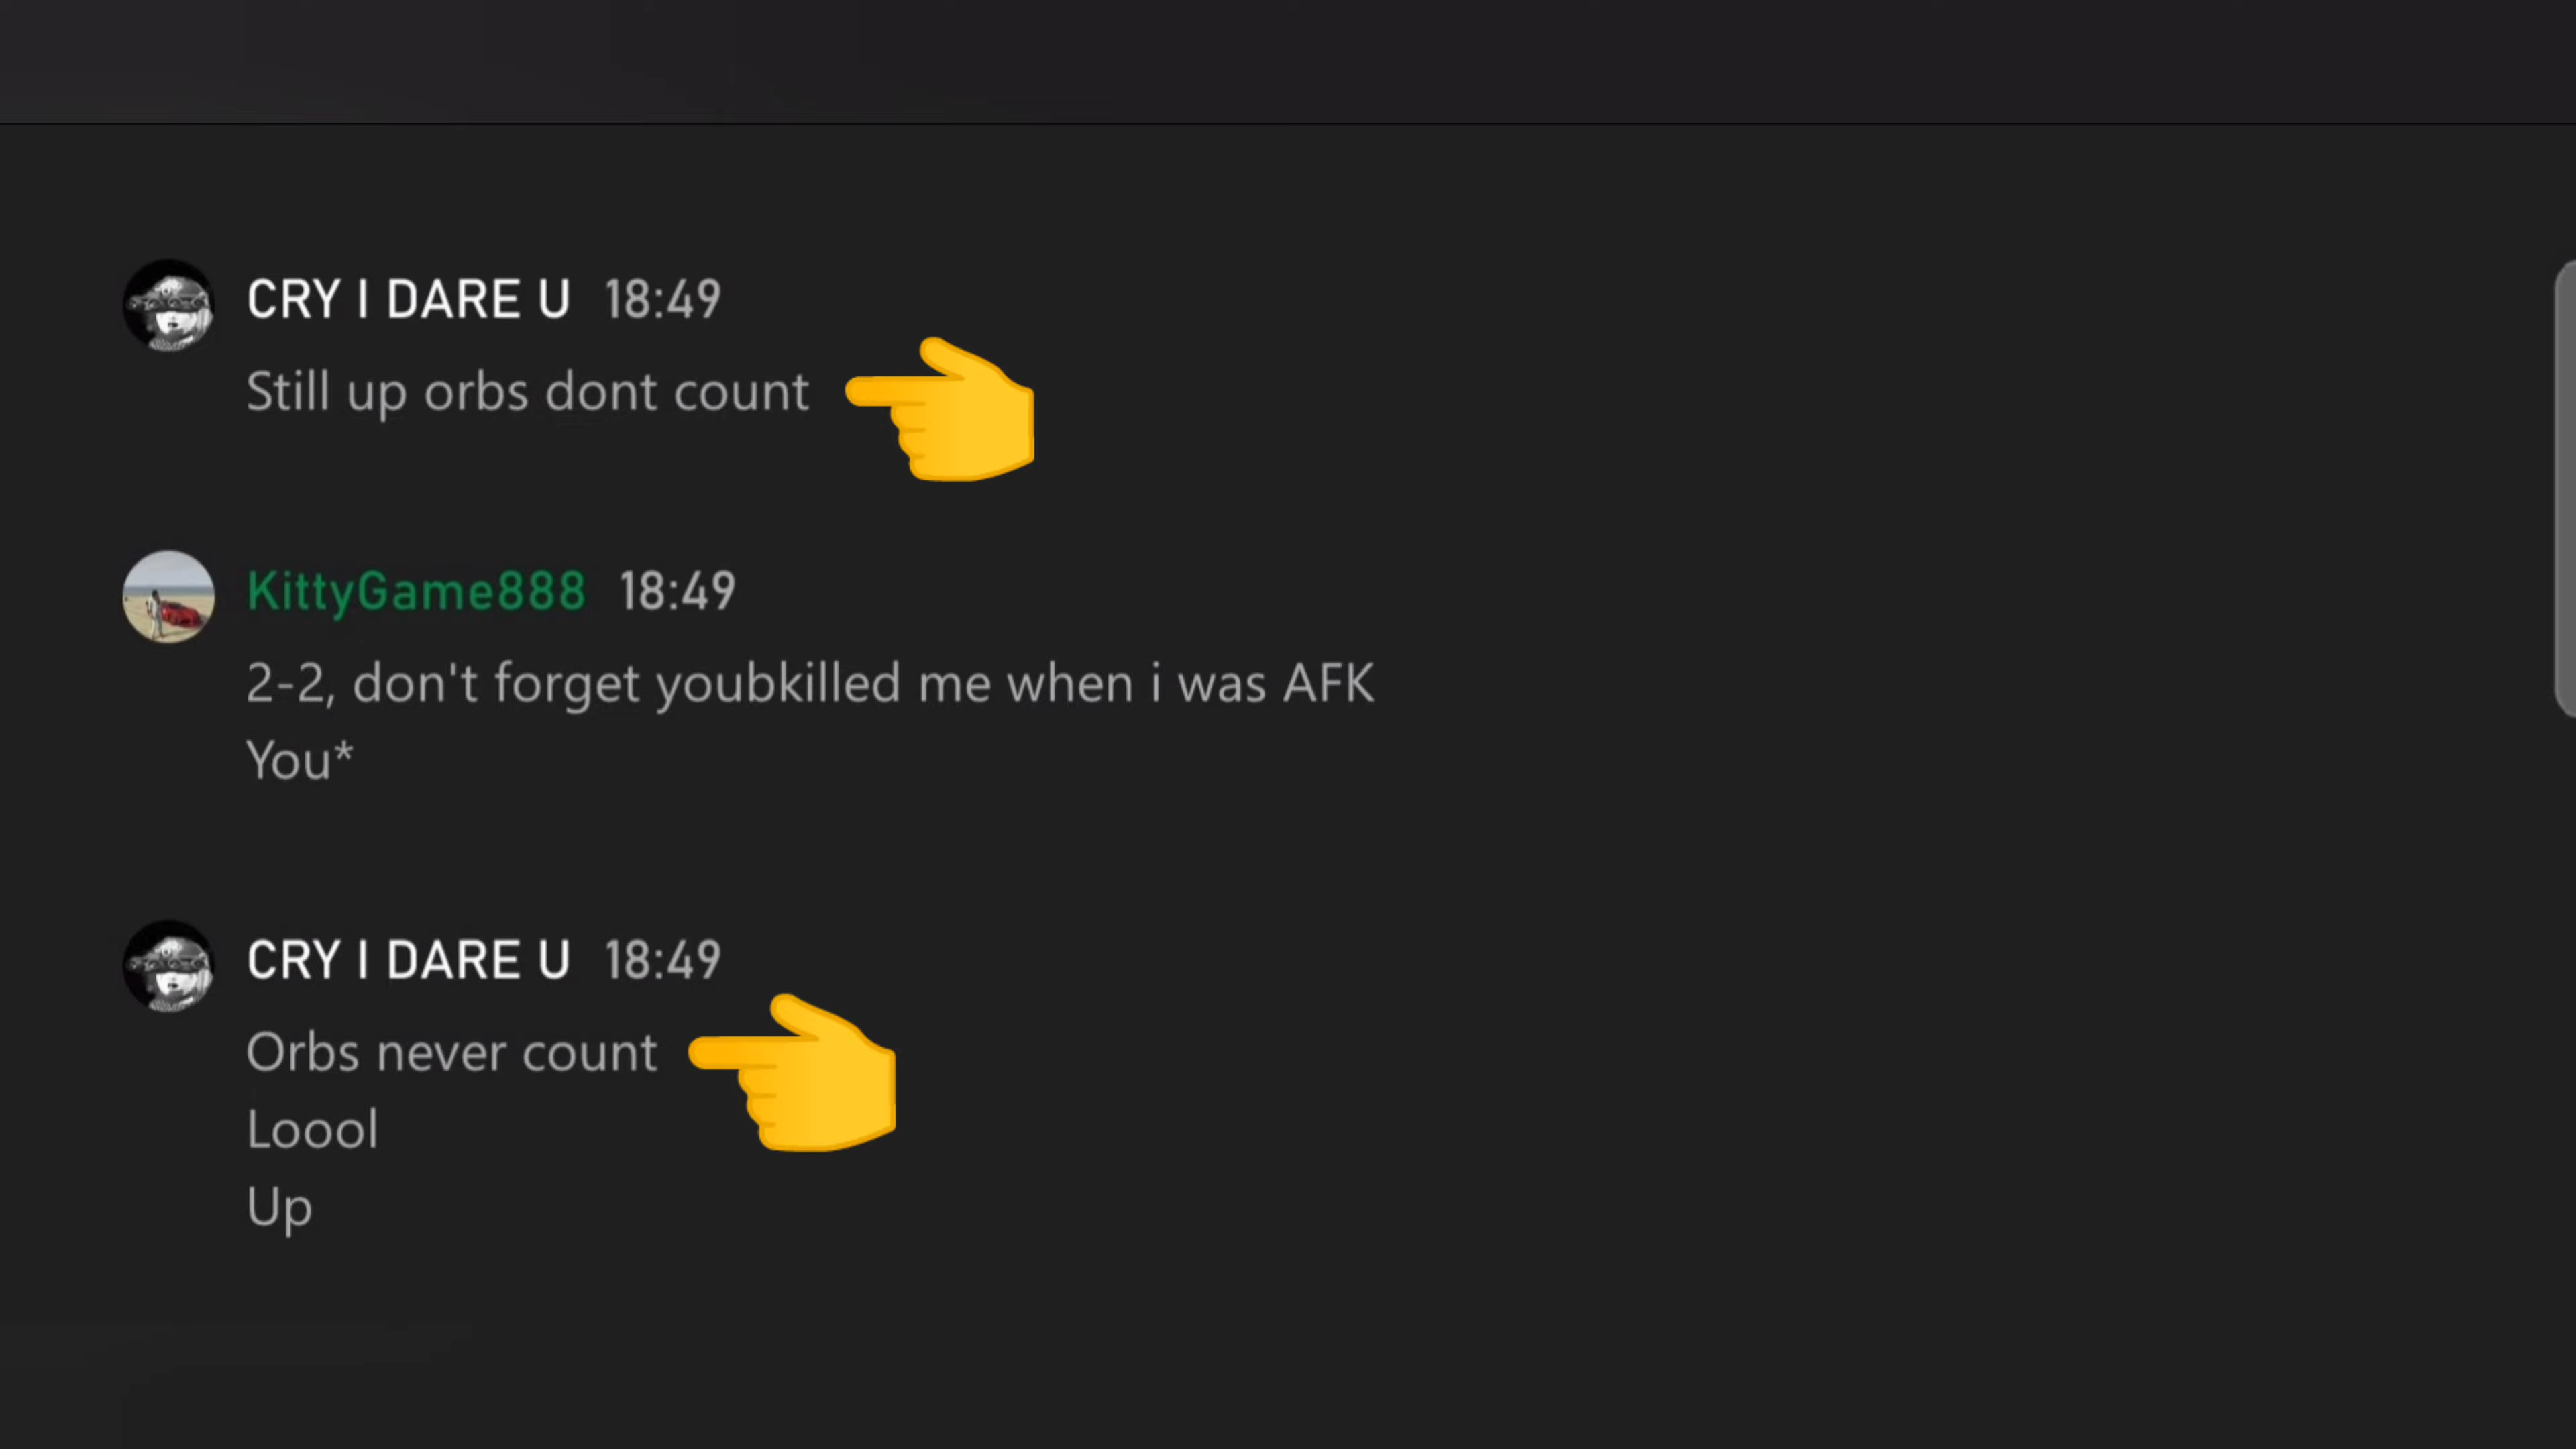 CRY I DARE U 18:49
Still up orbs dont count
KittyGame888 18:49
2-2, don't forget youbkilled me when i was AFK
You*
CRY I DARE U 18:49
Orbs never count
Loool
Up